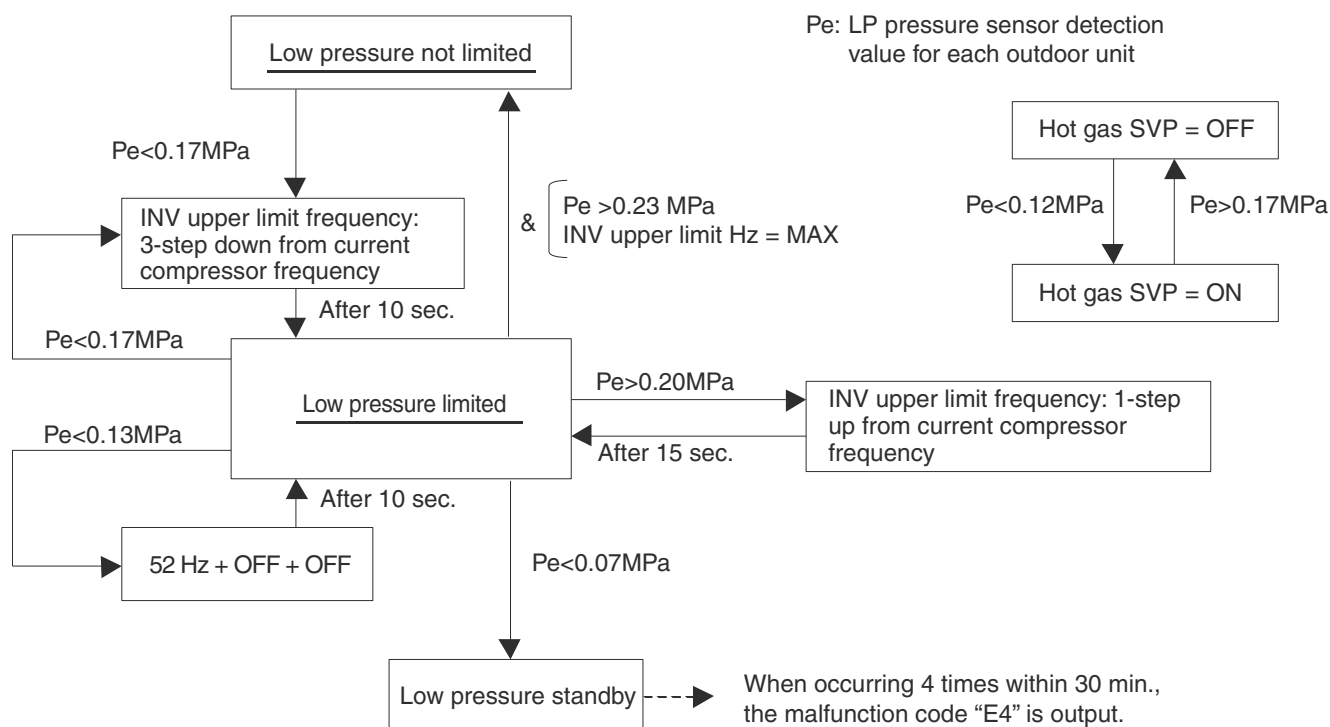 Low pressure not limited
Pe: LP pressure sensor detection
value for each outdoor unit
Hot gas SVP = OFF
Pe<0.17MPa
Pe >0.23 MPa
&
INV upper limit Hz = MAX
Pe<0.12MPa
Pe>0.17MPa
INV upper limit frequency:
3-step down from current
compressor frequency
Hot gas SVP = ON
After 10 sec.
Pe<0.17MPa
Low pressure limited
Pe>0.20MPa
INV upper limit frequency: 1-step
up from current compressor
frequency
After 15 sec.
Pe<0.13MPa
After 10 sec.
52 Hz + OFF + OFF
Pe<0.07MPa
Low pressure standby
When occurring 4 times within 30 min.,
the malfunction code “E4” is output.